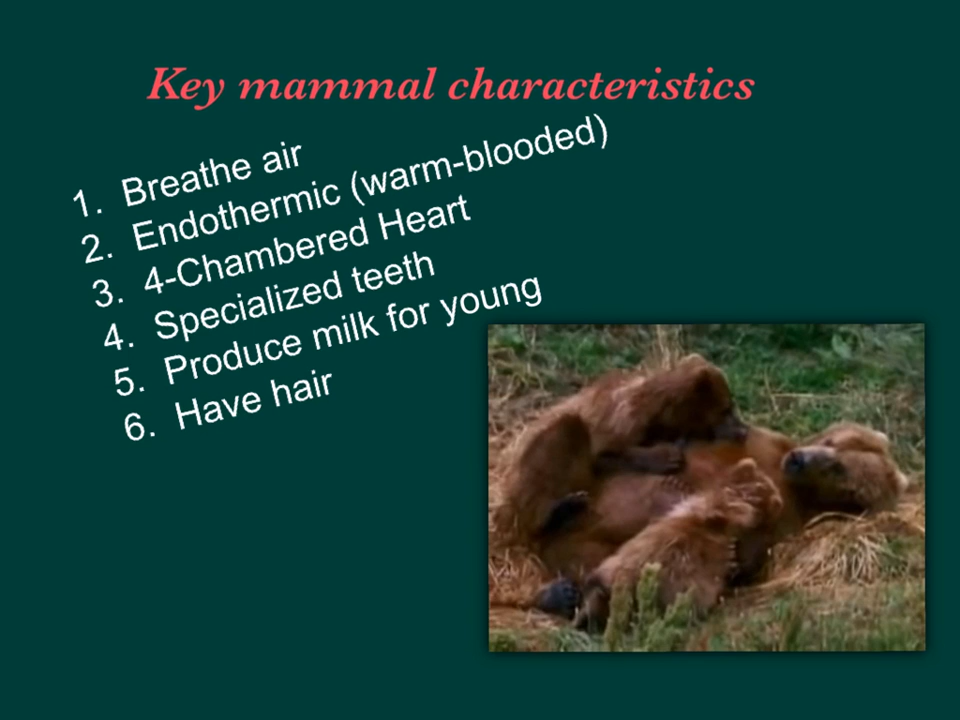 Key mammal characteristics
1. Breathe air
2. Endothermic (warm-blooded)
3. 4-Chambered Heart
4. Specialized teeth
5. Produce milk for young
6. Have hair